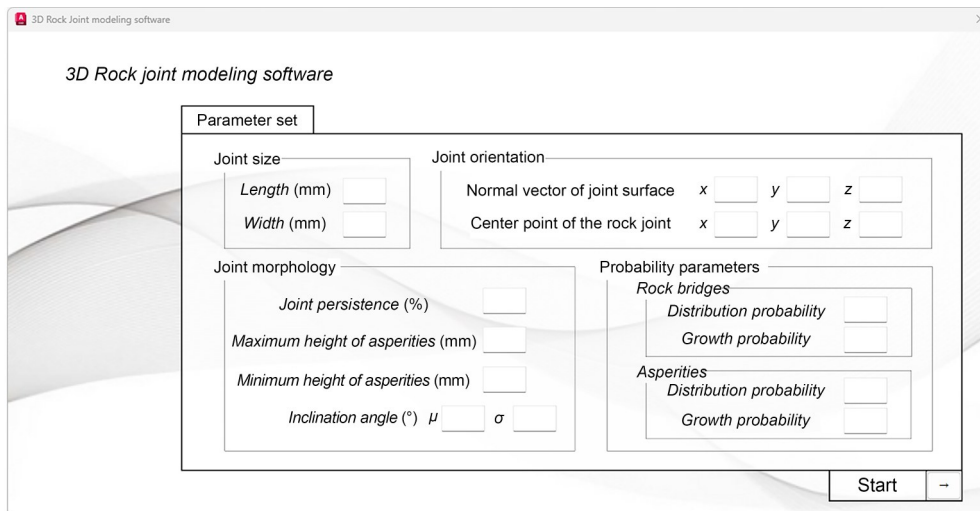 3D Rock Joint modeling software
3D Rock joint modeling software
Parameter set
Joint size
Length (mm)
Width (mm)
Joint orientation
Normal vector of joint surface x y z
Center point of the rock joint x y z
Joint morphology
Joint persistence (%)
Maximum height of asperities (mm)
Minimum height of asperities (mm)
Inclination angle (°) μ σ
Probability parameters
Rock bridges
Distribution probability
Growth probability
Asperities
Distribution probability
Growth probability
Start →